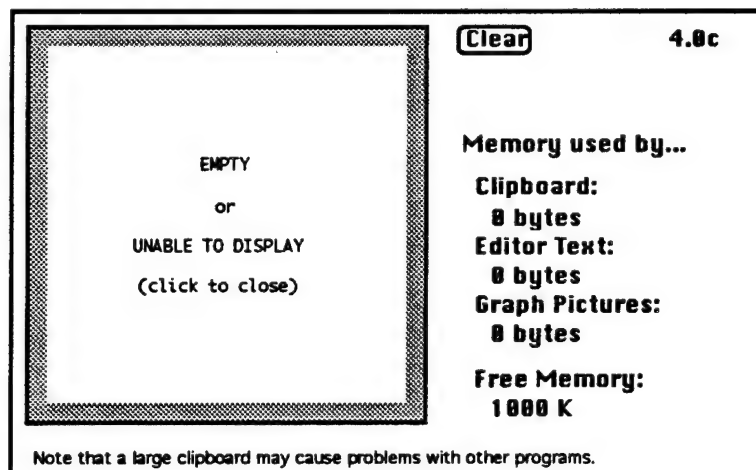 EMPTY
or
UNABLE TO DISPLAY
(click to close)
Clear
4.0c
Memory used by...
Clipboard:
0 bytes
Editor Text:
0 bytes
Graph Pictures:
0 bytes
Free Memory:
1000 K
Note that a large clipboard may cause problems with other programs.